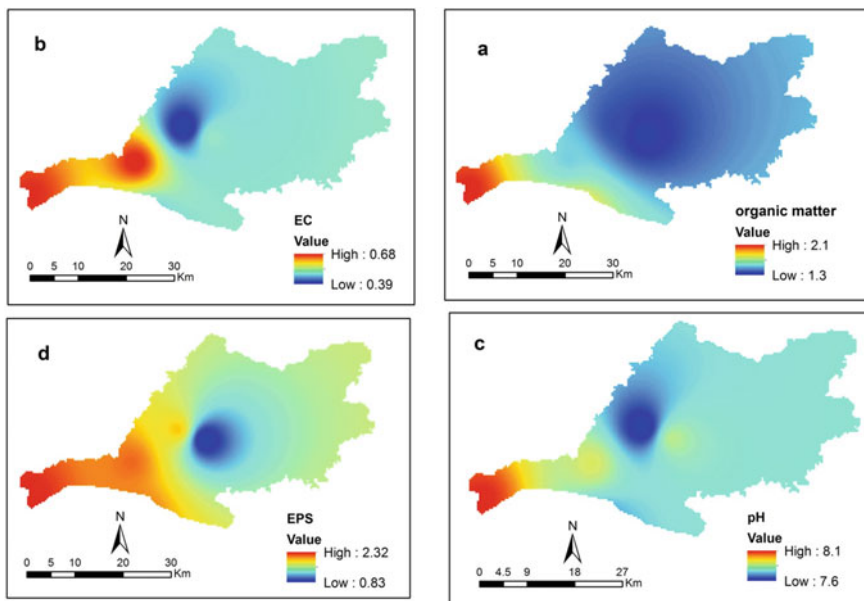 b
N
EC
Value
High : 0.68
Low : 0.39
0 5 10 20 30
Km
a
N
organic matter
Value
High : 2.1
Low : 1.3
0 5 10 20 30
Km
d
N
EPS
Value
High : 2.32
Low : 0.83
0 5 10 20 30
Km
c
N
pH
Value
High : 8.1
Low : 7.6
0 4.5 9 18 27
Km